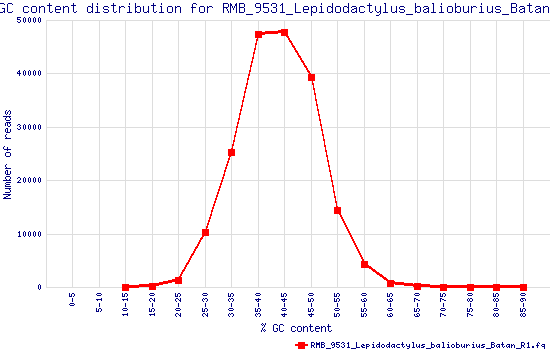 GC content distribution for RMB_9531_Lepidodactylus_balioburius_Batan
50000
40000
30000
20000
10000
0
Number of reads
0-5 5-10 10-15 15-20 20-25 25-30 30-35 35-40 40-45 45-50 50-55 55-60 60-65 65-70 70-75 75-80 80-85 85-90
% GC content
RMB_9531_Lepidodactylus_balioburius_Batan_R1.fq